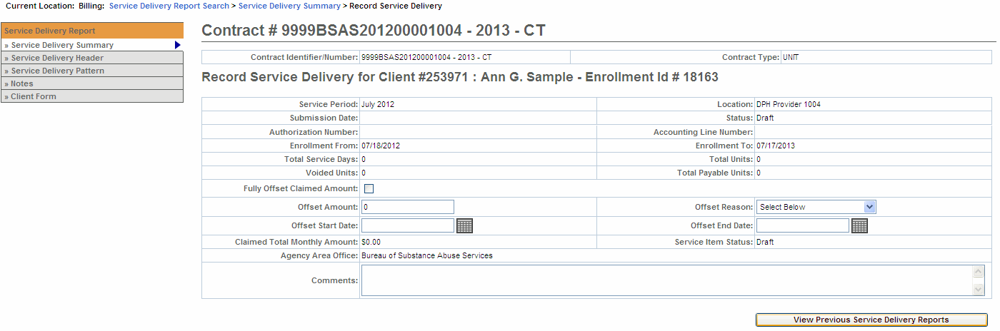 Current Location: Billing: Service Delivery Report Search > Service Delivery Summary > Record Service Delivery
Service Delivery Report
» Service Delivery Summary
» Service Delivery Header
» Service Delivery Pattern
» Notes
» Client Form
Contract # 9999BSAS201200001004 - 2013 - CT
Contract Identifier/Number: 9999BSAS201200001004 - 2013 - CT Contract Type: UNIT
Record Service Delivery for Client #253971 : Ann G. Sample - Enrollment Id # 18163
Service Period: July 2012 Location: DPH Provider 1004
Submission Date: Status: Draft
Authorization Number: Accounting Line Number:
Enrollment From: 07/18/2012 Enrollment To: 07/17/2013
Total Service Days: 0 Total Units: 0
Voided Units: 0 Total Payable Units: 0
Fully Offset Claimed Amount:
Offset Amount: 0 Offset Reason: Select Below
Offset Start Date: Offset End Date:
Claimed Total Monthly Amount: $0.00 Service Item Status: Draft
Agency Area Office: Bureau of Substance Abuse Services
Comments:
View Previous Service Delivery Reports